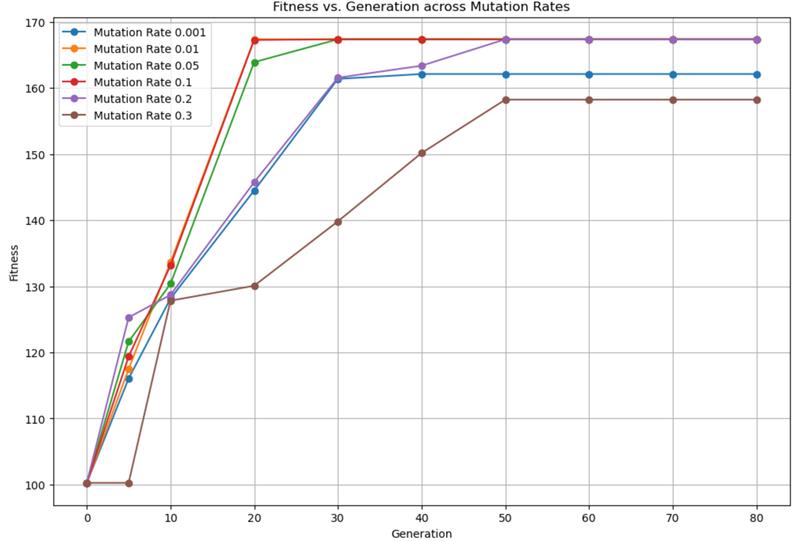 Fitness vs. Generation across Mutation Rates
Mutation Rate 0.001
Mutation Rate 0.01
Mutation Rate 0.05
Mutation Rate 0.1
Mutation Rate 0.2
Mutation Rate 0.3
170
160
150
140
130
120
110
100
Fitness
0 10 20 30 40 50 60 70 80
Generation